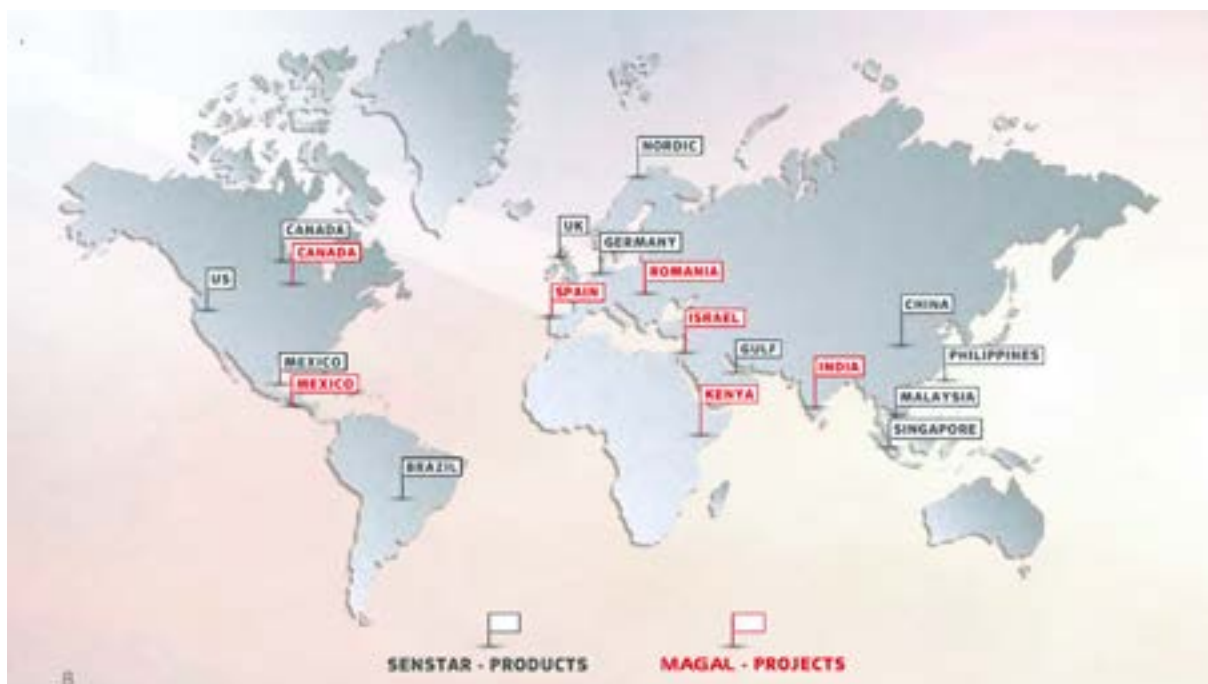 NORDIC
UK
CANADA
GERMANY
CANADA
ROMANIA
US
SPAIN
CHINA
ISRAEL
GULF
PHILIPPINES
MEXICO
INDIA
MEXICO
KENYA
MALAYSIA
SINGAPORE
BRAZIL
SENSTAR - PRODUCTS
MAGAL - PROJECTS